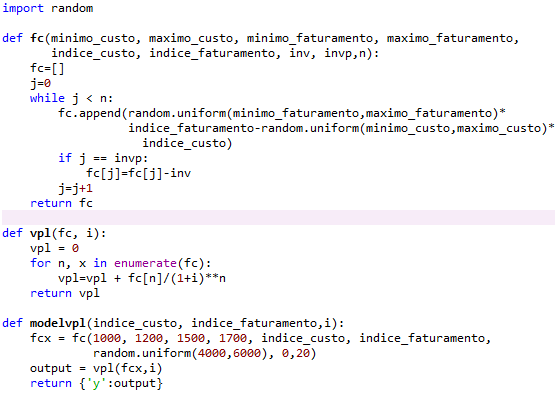 import random

def fc(minimo_custo, maximo_custo, minimo_faturamento, maximo_faturamento,
       indice_custo, indice_faturamento, inv, invp,n):
    fc=[]
    j=0
    while j < n:
        fc.append(random.uniform(minimo_faturamento,maximo_faturamento)*
                  indice_faturamento-random.uniform(minimo_custo,maximo_custo)*
                    indice_custo)
        if j == invp:
            fc[j]=fc[j]-inv
        j=j+1
    return fc

def vpl(fc, i):
    vpl = 0
    for n, x in enumerate(fc):
        vpl=vpl + fc[n]/(1+i)**n
    return vpl

def modelvpl(indice_custo, indice_faturamento,i):
    fcx = fc(1000, 1200, 1500, 1700, indice_custo, indice_faturamento,
             random.uniform(4000,6000), 0,20)
    output = vpl(fcx,i)
    return {'y':output}